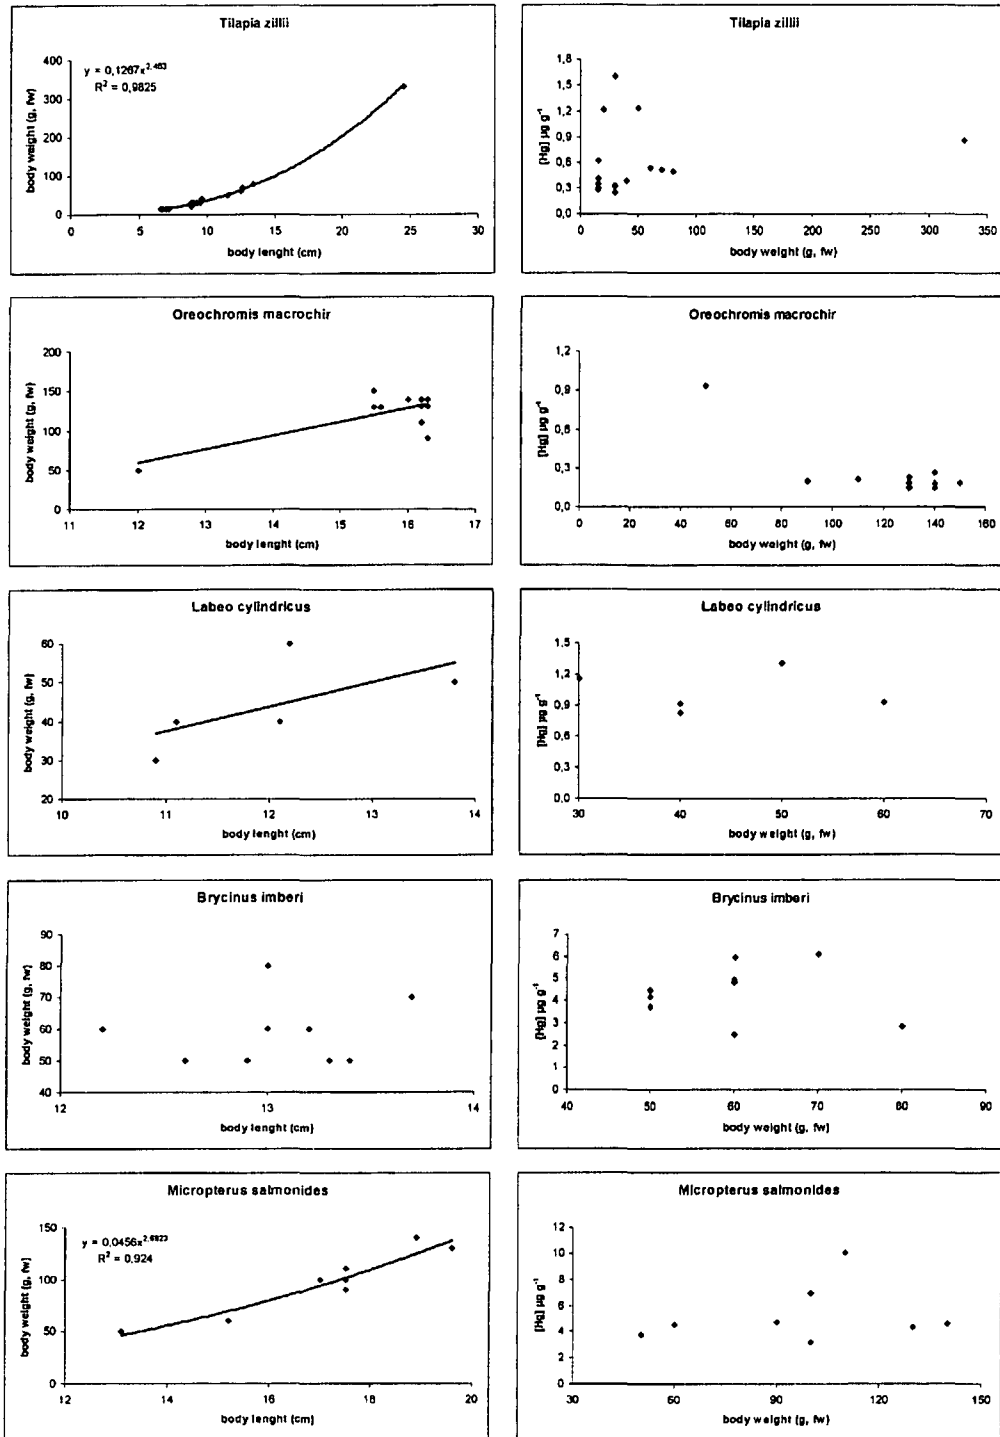 Tilapia zillii
y = 0,1267x^2,463
R² = 0,9825
body weight (g, fw)
400
300
200
100
0
0 5 10 15 20 25 30
body lenght (cm)
Tilapia zillii
[Hg] µg g⁻¹
1,8
1,5
1,2
0,9
0,6
0,3
0,0
0 50 100 150 200 250 300 350
body weight (g, fw)
Oreochromis macrochir
body weight (g, fw)
200
150
100
50
0
11 12 13 14 15 16 17
body lenght (cm)
Oreochromis macrochir
[Hg] µg g⁻¹
1,2
0,9
0,6
0,3
0,0
0 20 40 60 80 100 120 140 160
body weight (g, fw)
Labeo cylindricus
body weight (g, fw)
60
50
40
30
20
10 11 12 13 14
body lenght (cm)
Labeo cylindricus
[Hg] µg g⁻¹
1,5
1,2
0,9
0,6
0,3
0,0
30 40 50 60 70
body weight (g, fw)
Brycinus imberi
body weight (g, fw)
90
80
70
60
50
40
12 13 14
body lenght (cm)
Brycinus imberi
[Hg] µg g⁻¹
7
6
5
4
3
2
1
0
40 50 60 70 80 90
body weight (g, fw)
Micropterus salmonides
y = 0,0456x^2,6823
R² = 0,924
body weight (g, fw)
150
100
50
0
12 14 16 18 20
body lenght (cm)
Micropterus salmonides
[Hg] µg g⁻¹
12
10
8
6
4
2
0
30 60 90 120 150
body weight (g, fw)